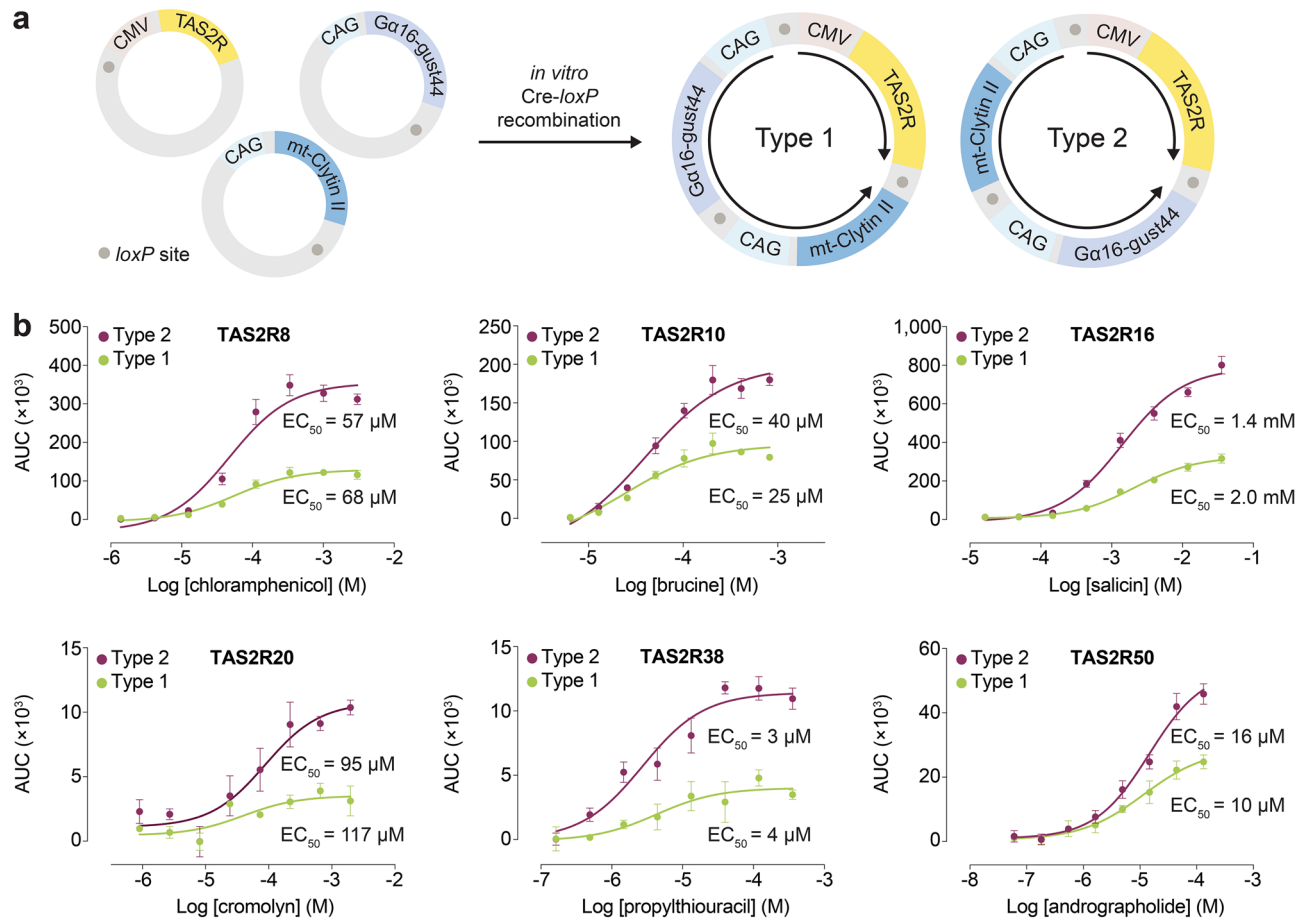 a
CMV
TAS2R
CAG
Gα16-gust44
CAG
mt-Clytin II
loxP site
in vitro
Cre-loxP
recombination
CAG
CMV
TAS2R
Gα16-gust44
Type 1
CAG
mt-Clytin II
CAG
CMV
TAS2R
mt-Clytin II
Type 2
CAG
Gα16-gust44
b
TAS2R8
Type 2
Type 1
AUC (×10³)
500
400
300
200
100
0
EC₅₀ = 57 µM
EC₅₀ = 68 µM
-6 -5 -4 -3 -2
Log [chloramphenicol] (M)
TAS2R10
Type 2
Type 1
AUC (×10³)
250
200
150
100
50
0
EC₅₀ = 40 µM
EC₅₀ = 25 µM
-5 -4 -3
Log [brucine] (M)
TAS2R16
Type 2
Type 1
AUC (×10³)
1,000
800
600
400
200
0
EC₅₀ = 1.4 mM
EC₅₀ = 2.0 mM
-5 -4 -3 -2 -1
Log [salicin] (M)
TAS2R20
Type 2
Type 1
AUC (×10³)
15
10
5
0
EC₅₀ = 95 µM
EC₅₀ = 117 µM
-6 -5 -4 -3 -2
Log [cromolyn] (M)
TAS2R38
Type 2
Type 1
AUC (×10³)
15
10
5
0
EC₅₀ = 3 µM
EC₅₀ = 4 µM
-7 -6 -5 -4 -3
Log [propylthiouracil] (M)
TAS2R50
Type 2
Type 1
AUC (×10³)
60
40
20
0
EC₅₀ = 16 µM
EC₅₀ = 10 µM
-8 -7 -6 -5 -4 -3
Log [andrographolide] (M)